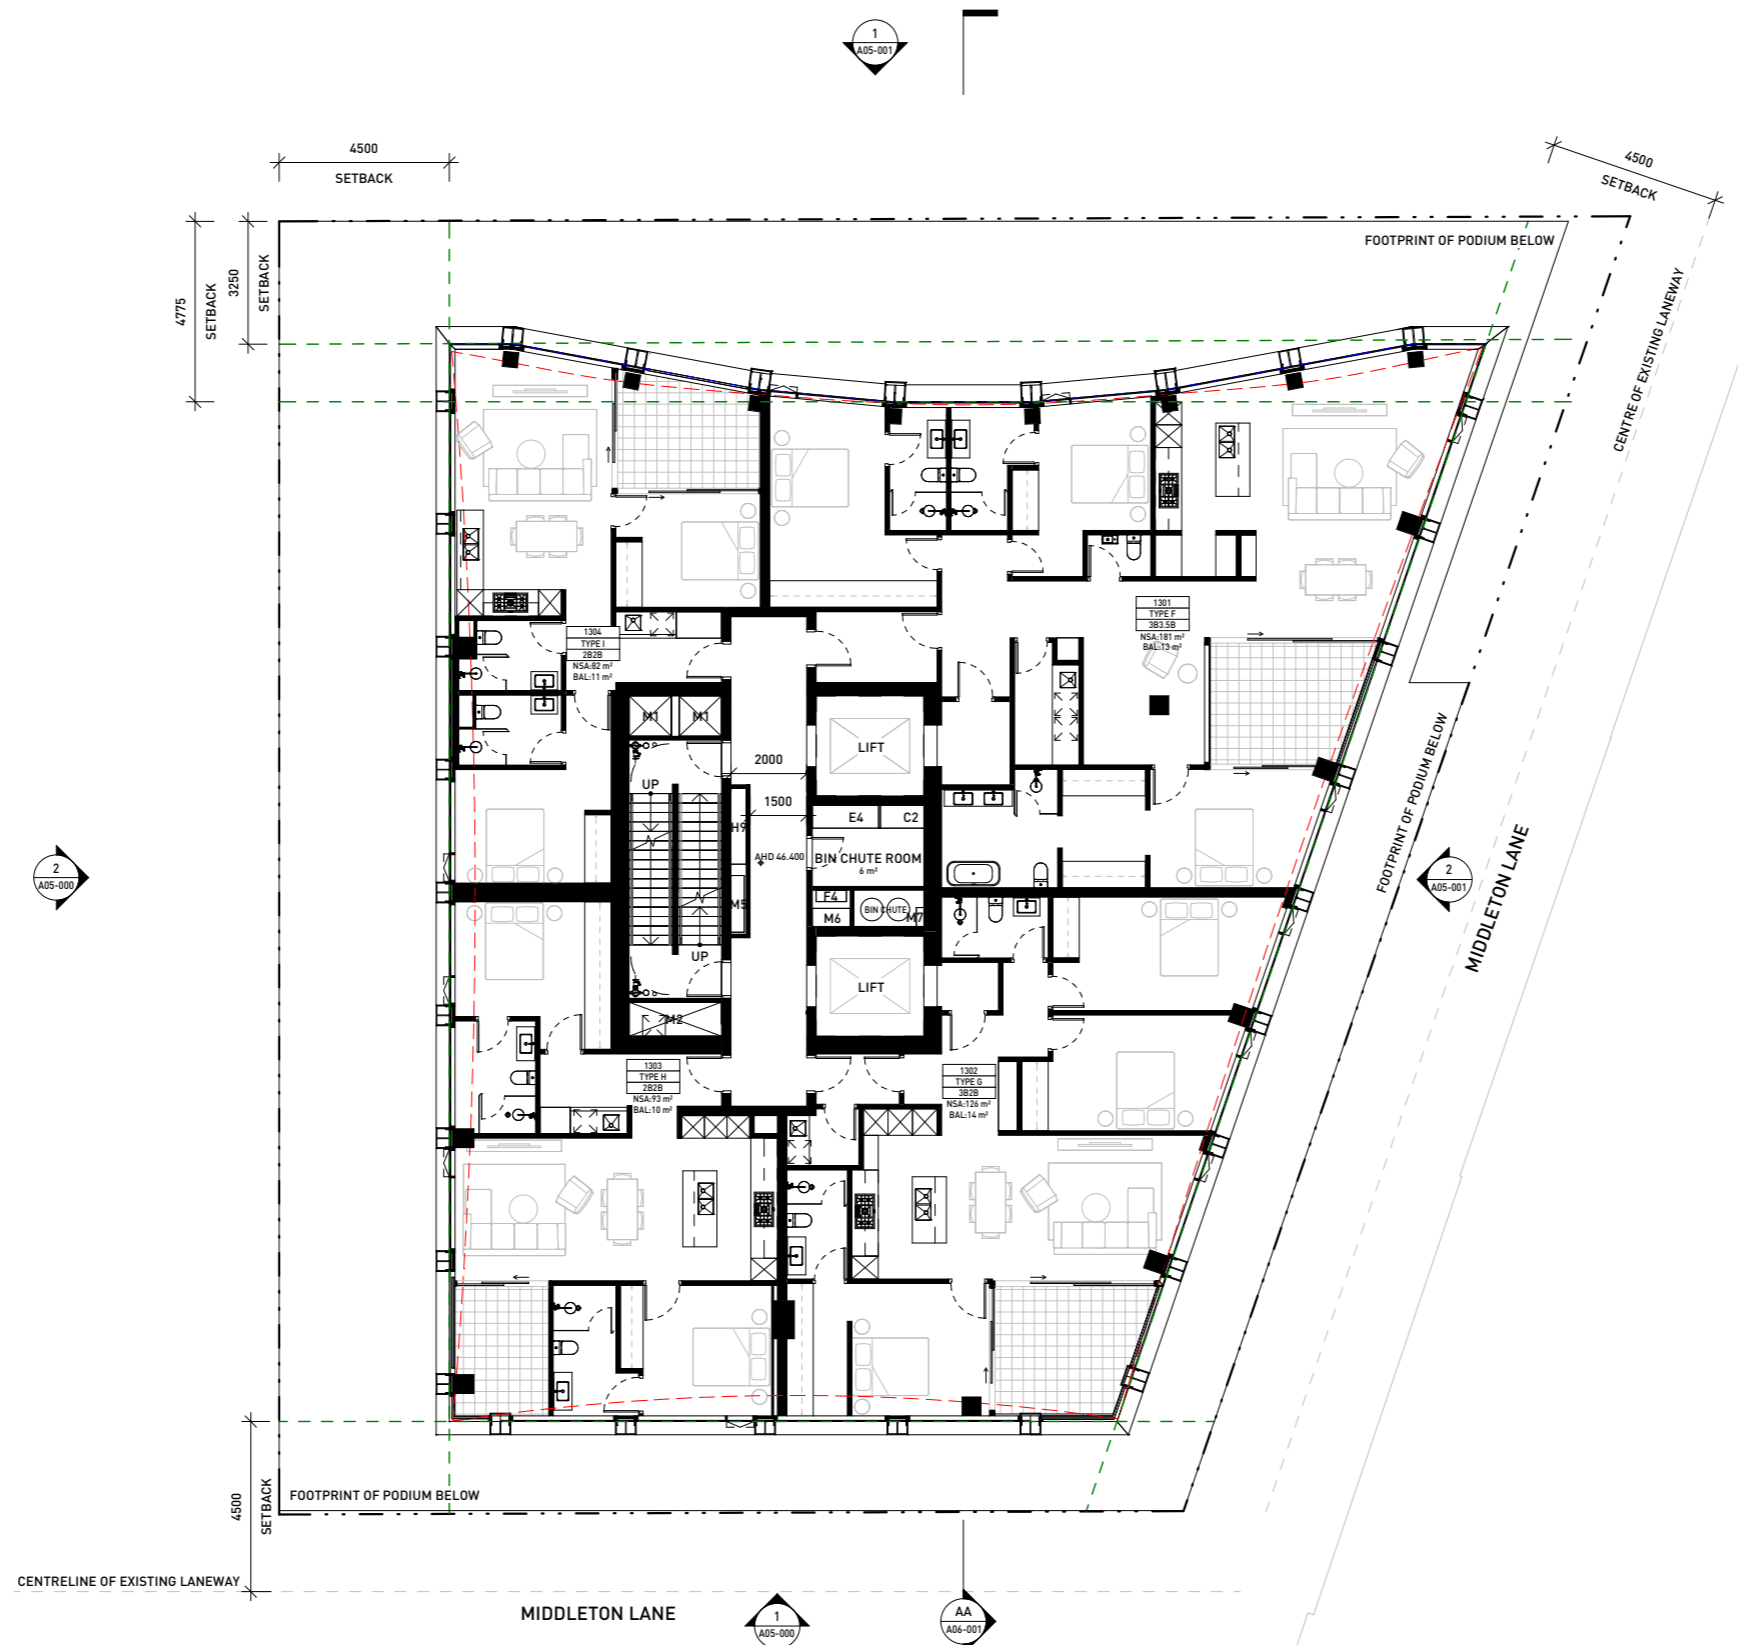 1
A05-001
4500
SETBACK
4500
SETBACK
FOOTPRINT OF PODIUM BELOW
3250
SETBACK
4775
SETBACK
CENTRE OF EXISTING LANEWAY
1301
TYPE F
3B3.5B
NSA:181 m²
BAL:13 m²
1304
TYPE I
2B2B
NSA:82 m²
BAL:11 m²
M1
M1
LIFT
2000
UP
1500
E4
C2
H9
AHD 46.400
BIN CHUTE ROOM
6 m²
2
A05-000
2
A05-001
FOOTPRINT OF PODIUM BELOW
MIDDLETON LANE
M5
F4
M6
BIN CHUTE
M7
UP
LIFT
M2
1303
TYPE H
2B2B
NSA:93 m²
BAL:10 m²
1302
TYPE G
3B2B
NSA:126 m²
BAL:14 m²
4500
SETBACK
FOOTPRINT OF PODIUM BELOW
CENTRELINE OF EXISTING LANEWAY
MIDDLETON LANE
1
A05-000
AA
A06-001